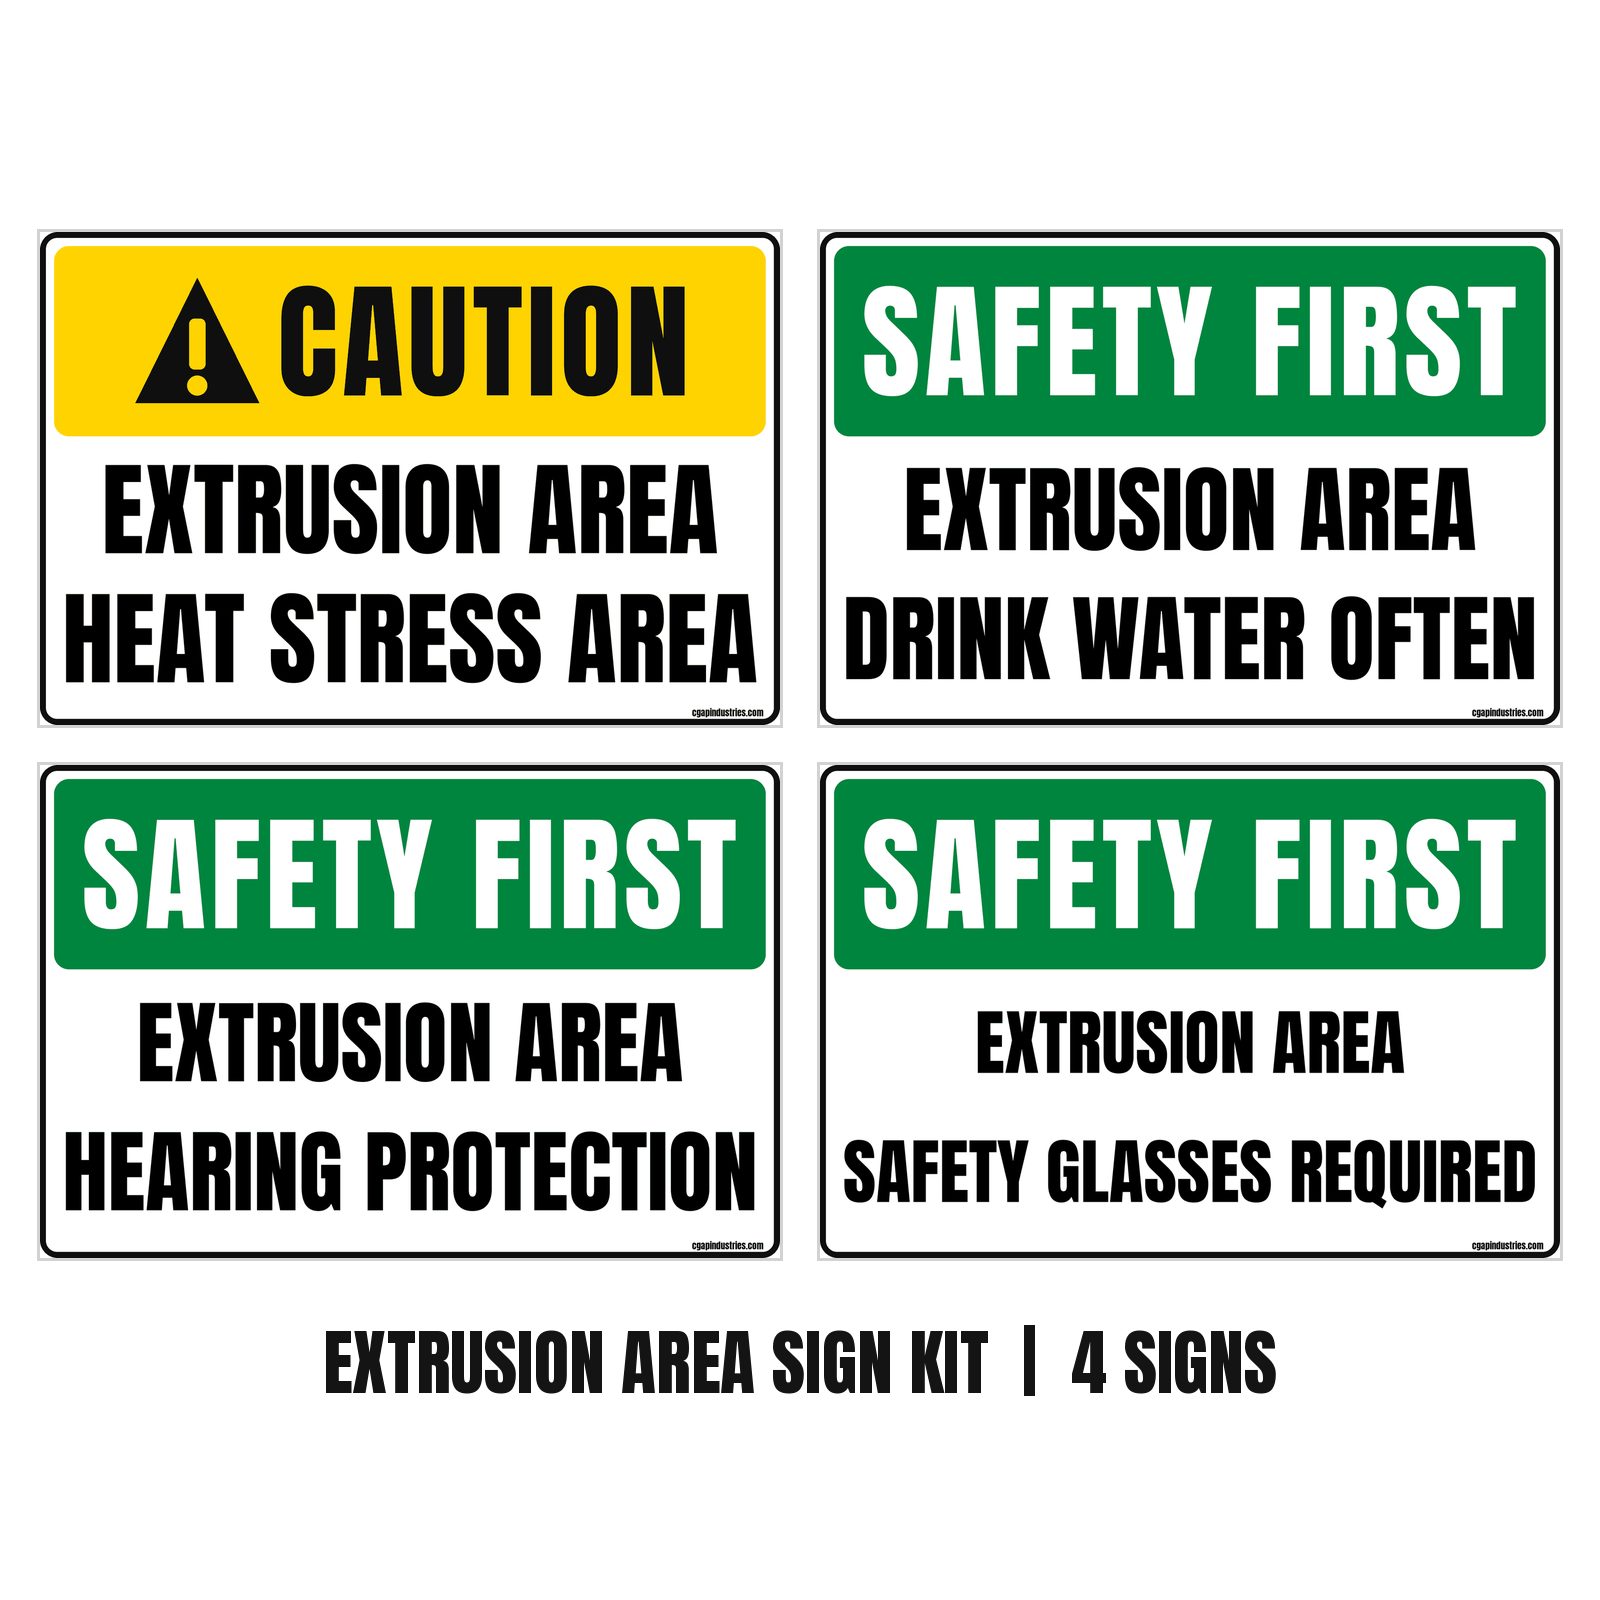 CAUTION
EXTRUSION AREA
HEAT STRESS AREA
cgapindustries.com
SAFETY FIRST
EXTRUSION AREA
DRINK WATER OFTEN
cgapindustries.com
SAFETY FIRST
EXTRUSION AREA
HEARING PROTECTION
cgapindustries.com
SAFETY FIRST
EXTRUSION AREA
SAFETY GLASSES REQUIRED
cgapindustries.com
EXTRUSION AREA SIGN KIT | 4 SIGNS